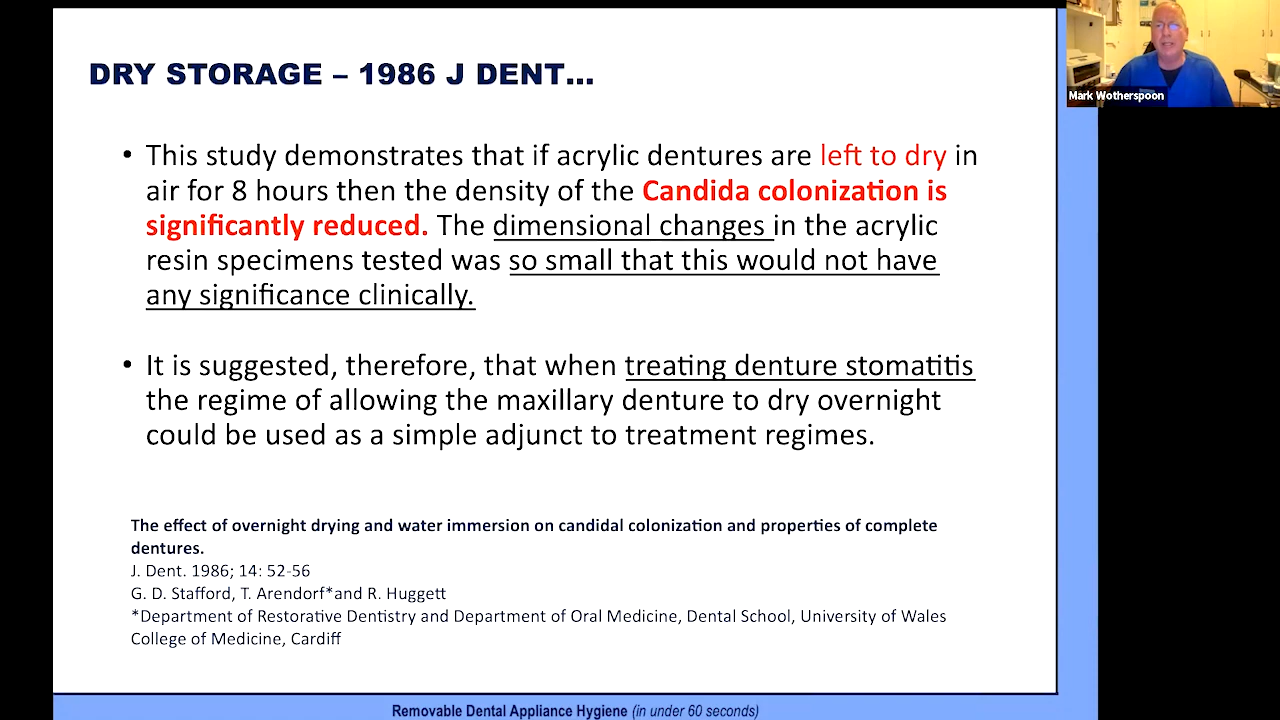 DRY STORAGE – 1986 J DENT...
Mark Wotherspoon
• This study demonstrates that if acrylic dentures are left to dry in
air for 8 hours then the density of the Candida colonization is
significantly reduced. The dimensional changes in the acrylic
resin specimens tested was so small that this would not have
any significance clinically.
• It is suggested, therefore, that when treating denture stomatitis
the regime of allowing the maxillary denture to dry overnight
could be used as a simple adjunct to treatment regimes.
The effect of overnight drying and water immersion on candidal colonization and properties of complete
dentures.
J. Dent. 1986; 14: 52-56
G. D. Stafford, T. Arendorf*and R. Huggett
*Department of Restorative Dentistry and Department of Oral Medicine, Dental School, University of Wales
College of Medicine, Cardiff
Removable Dental Appliance Hygiene (in under 60 seconds)